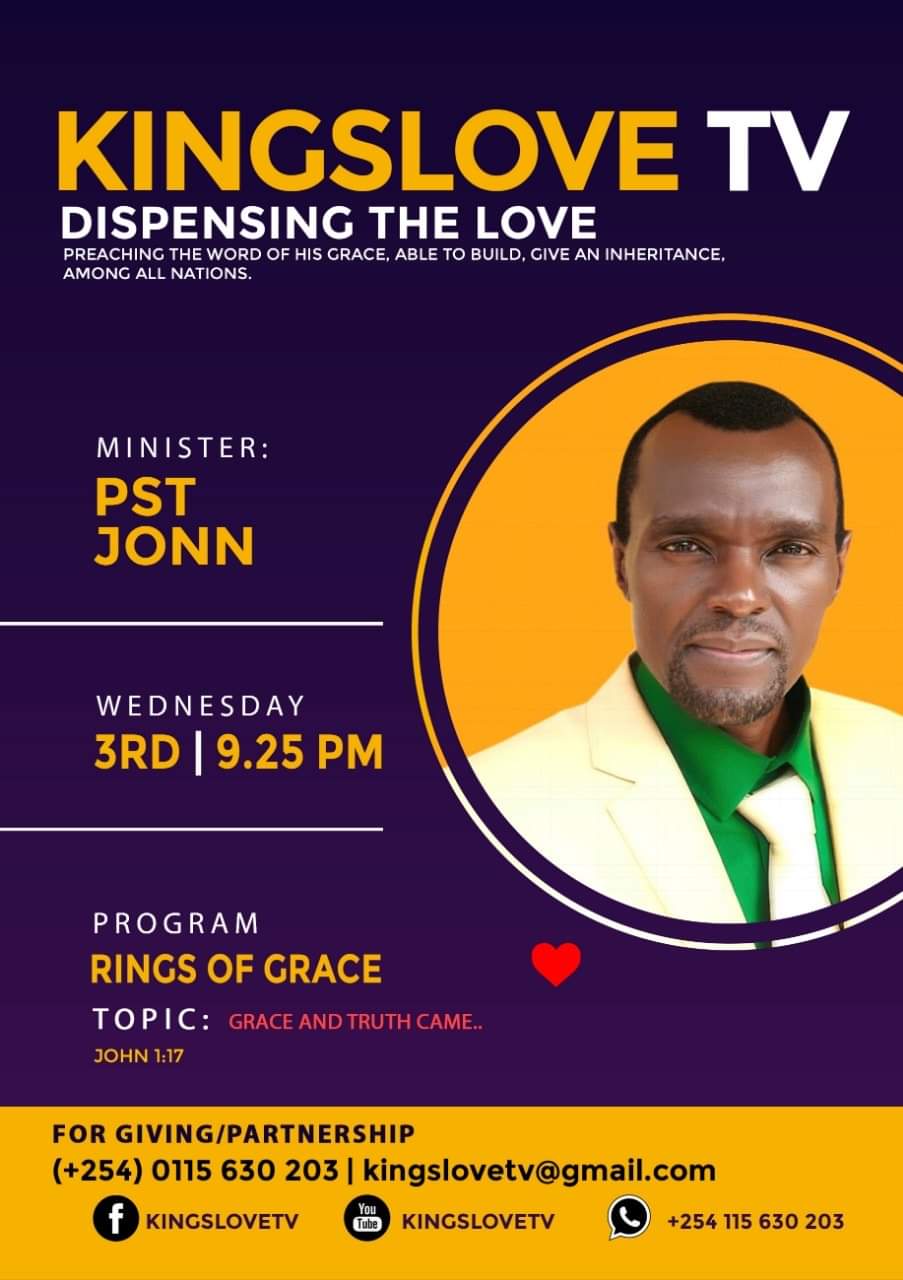 KINGSLOVE TV
DISPENSING THE LOVE
PREACHING THE WORD OF HIS GRACE, ABLE TO BUILD, GIVE AN INHERITANCE,
AMONG ALL NATIONS.
MINISTER:
PST
JONN
WEDNESDAY
3RD | 9.25 PM
PROGRAM
RINGS OF GRACE
TOPIC: GRACE AND TRUTH CAME..
JOHN 1:17
FOR GIVING/PARTNERSHIP
(+254) 0115 630 203 | kingslovetv@gmail.com
f KINGSLOVETV You Tube KINGSLOVETV +254 115 630 203